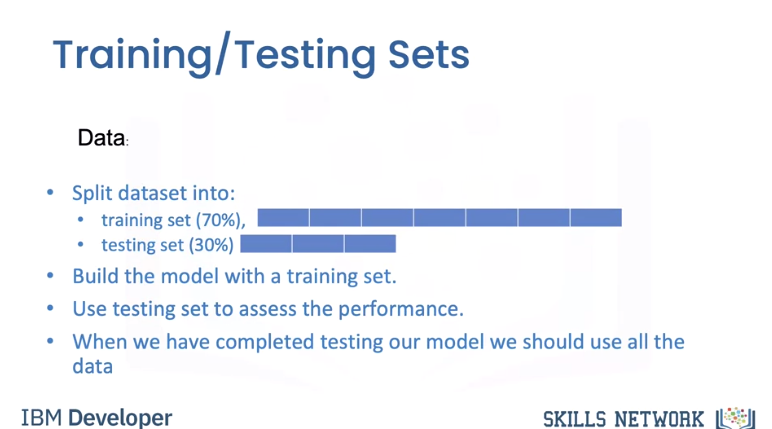 Training/Testing Sets
Data:
• Split dataset into:
• training set (70%),
• testing set (30%)
• Build the model with a training set.
• Use testing set to assess the performance.
• When we have completed testing our model we should use all the
data
IBM Developer
SKILLS NETWORK